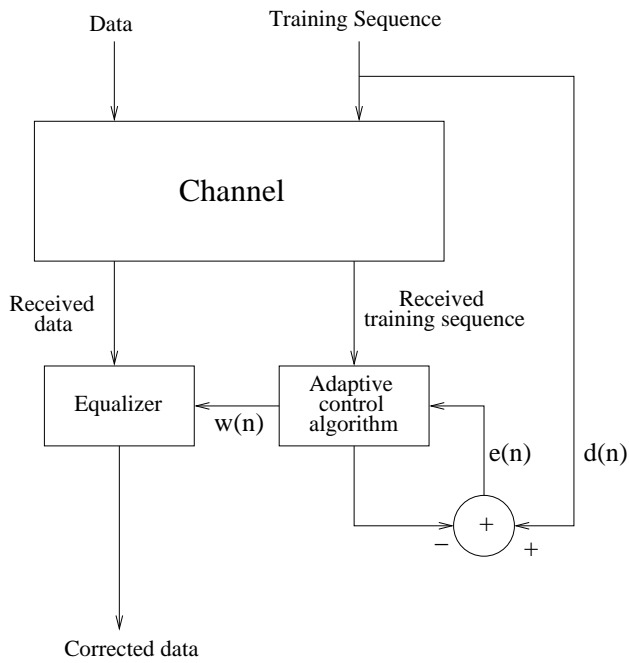 Data
Training Sequence
Channel
Received
data
Received
training sequence
Equalizer
w(n)
Adaptive
control
algorithm
e(n)
d(n)
+
−
+
Corrected data